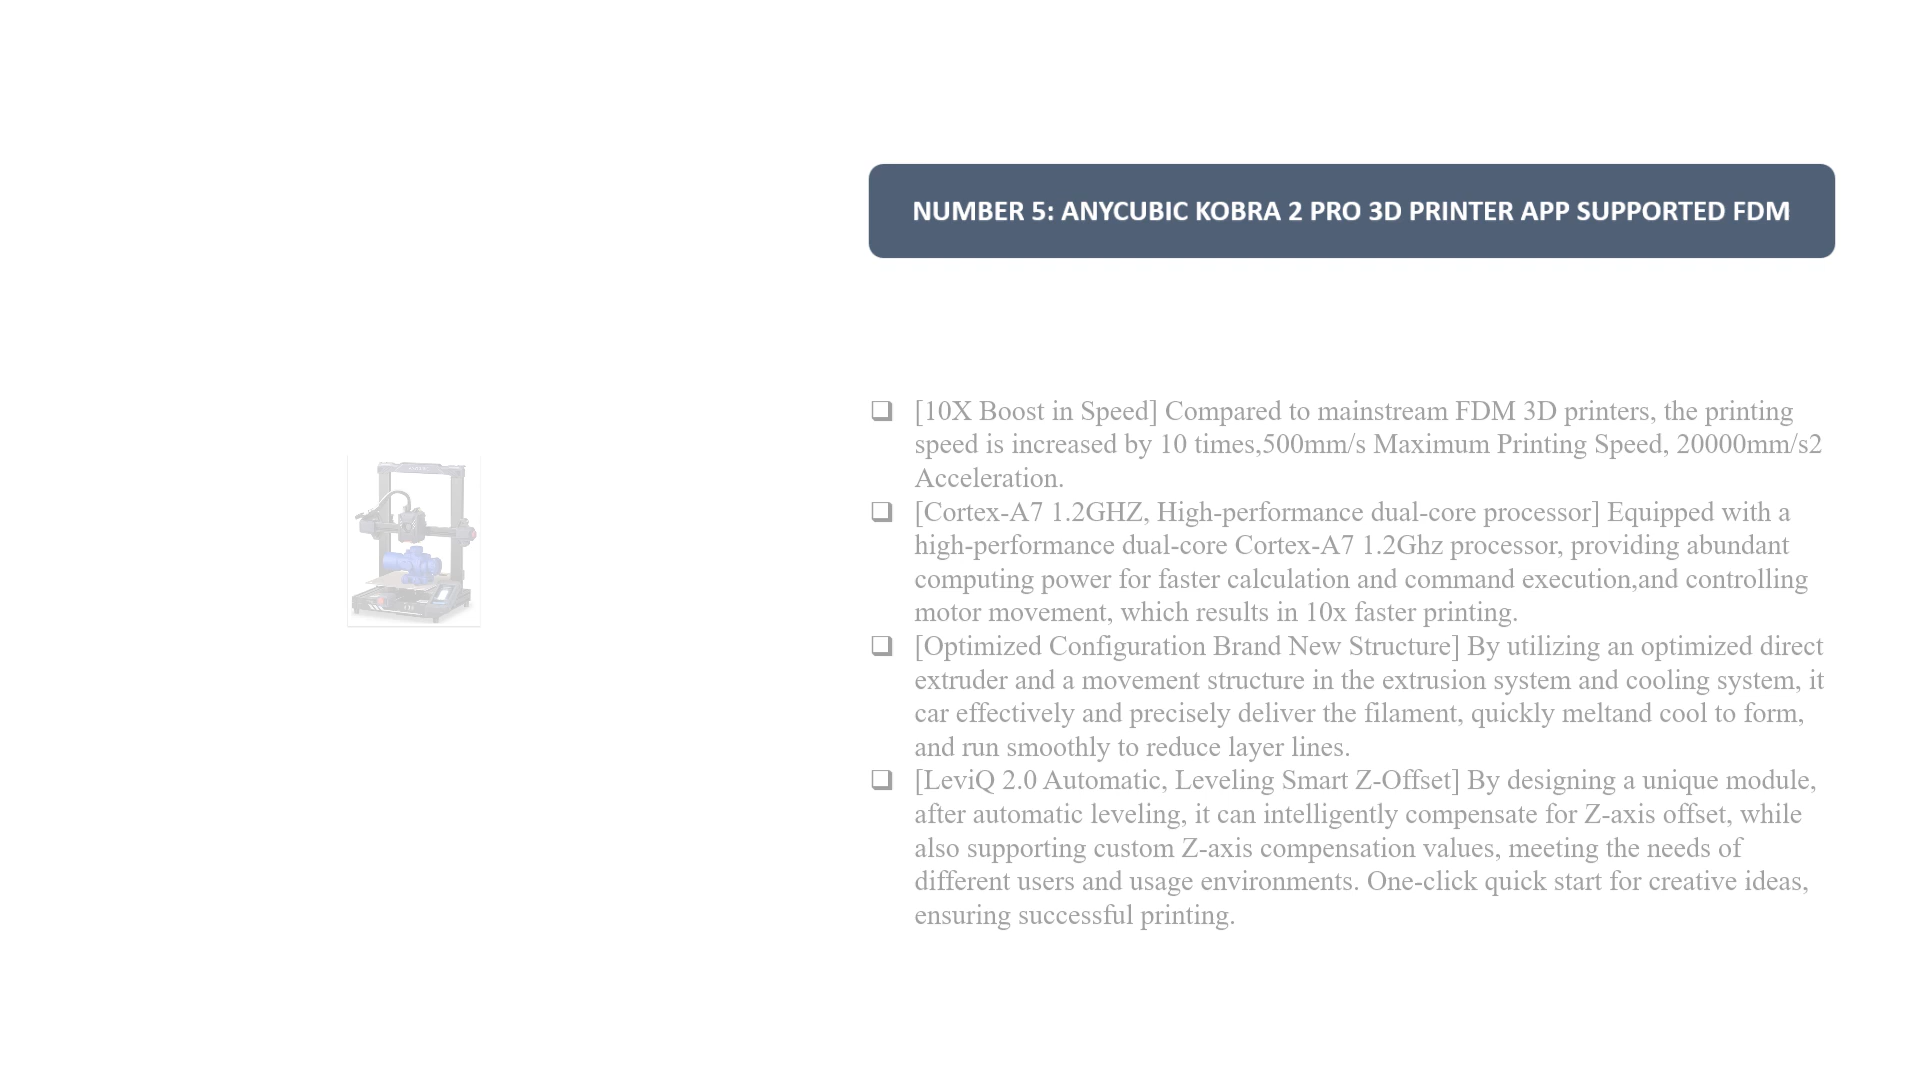 NUMBER 5: ANYCUBIC KOBRA 2 PRO 3D PRINTER APP SUPPORTED FDM
[10X Boost in Speed] Compared to mainstream FDM 3D printers, the printing
speed is increased by 10 times,500mm/s Maximum Printing Speed, 20000mm/s2
Acceleration.
[Cortex-A7 1.2GHZ, High-performance dual-core processor] Equipped with a
high-performance dual-core Cortex-A7 1.2Ghz processor, providing abundant
computing power for faster calculation and command execution,and controlling
motor movement, which results in 10x faster printing.
[Optimized Configuration Brand New Structure] By utilizing an optimized direct
extruder and a movement structure in the extrusion system and cooling system, it
car effectively and precisely deliver the filament, quickly meltand cool to form,
and run smoothly to reduce layer lines.
[LeviQ 2.0 Automatic, Leveling Smart Z-Offset] By designing a unique module,
after automatic leveling, it can intelligently compensate for Z-axis offset, while
also supporting custom Z-axis compensation values, meeting the needs of
different users and usage environments. One-click quick start for creative ideas,
ensuring successful printing.